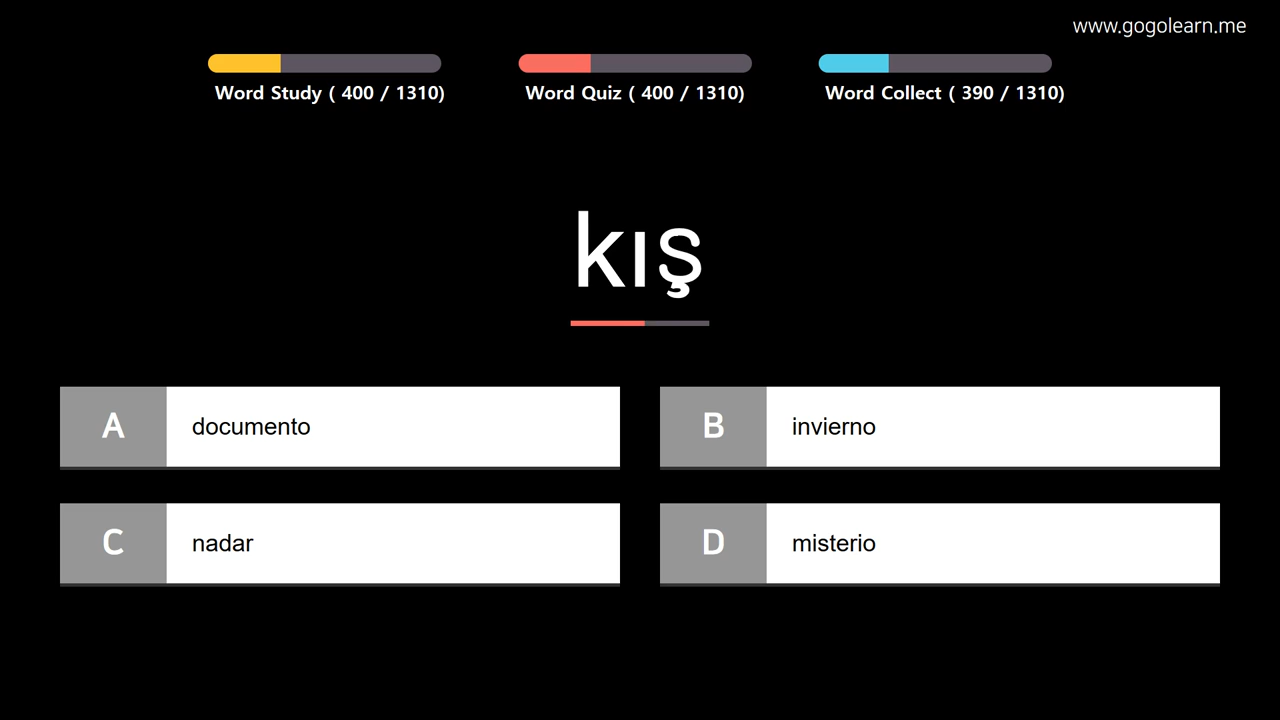 www.gogolearn.me
Word Study ( 400 / 1310)
Word Quiz ( 400 / 1310)
Word Collect ( 390 / 1310)
kış
A documento
B invierno
C nadar
D misterio